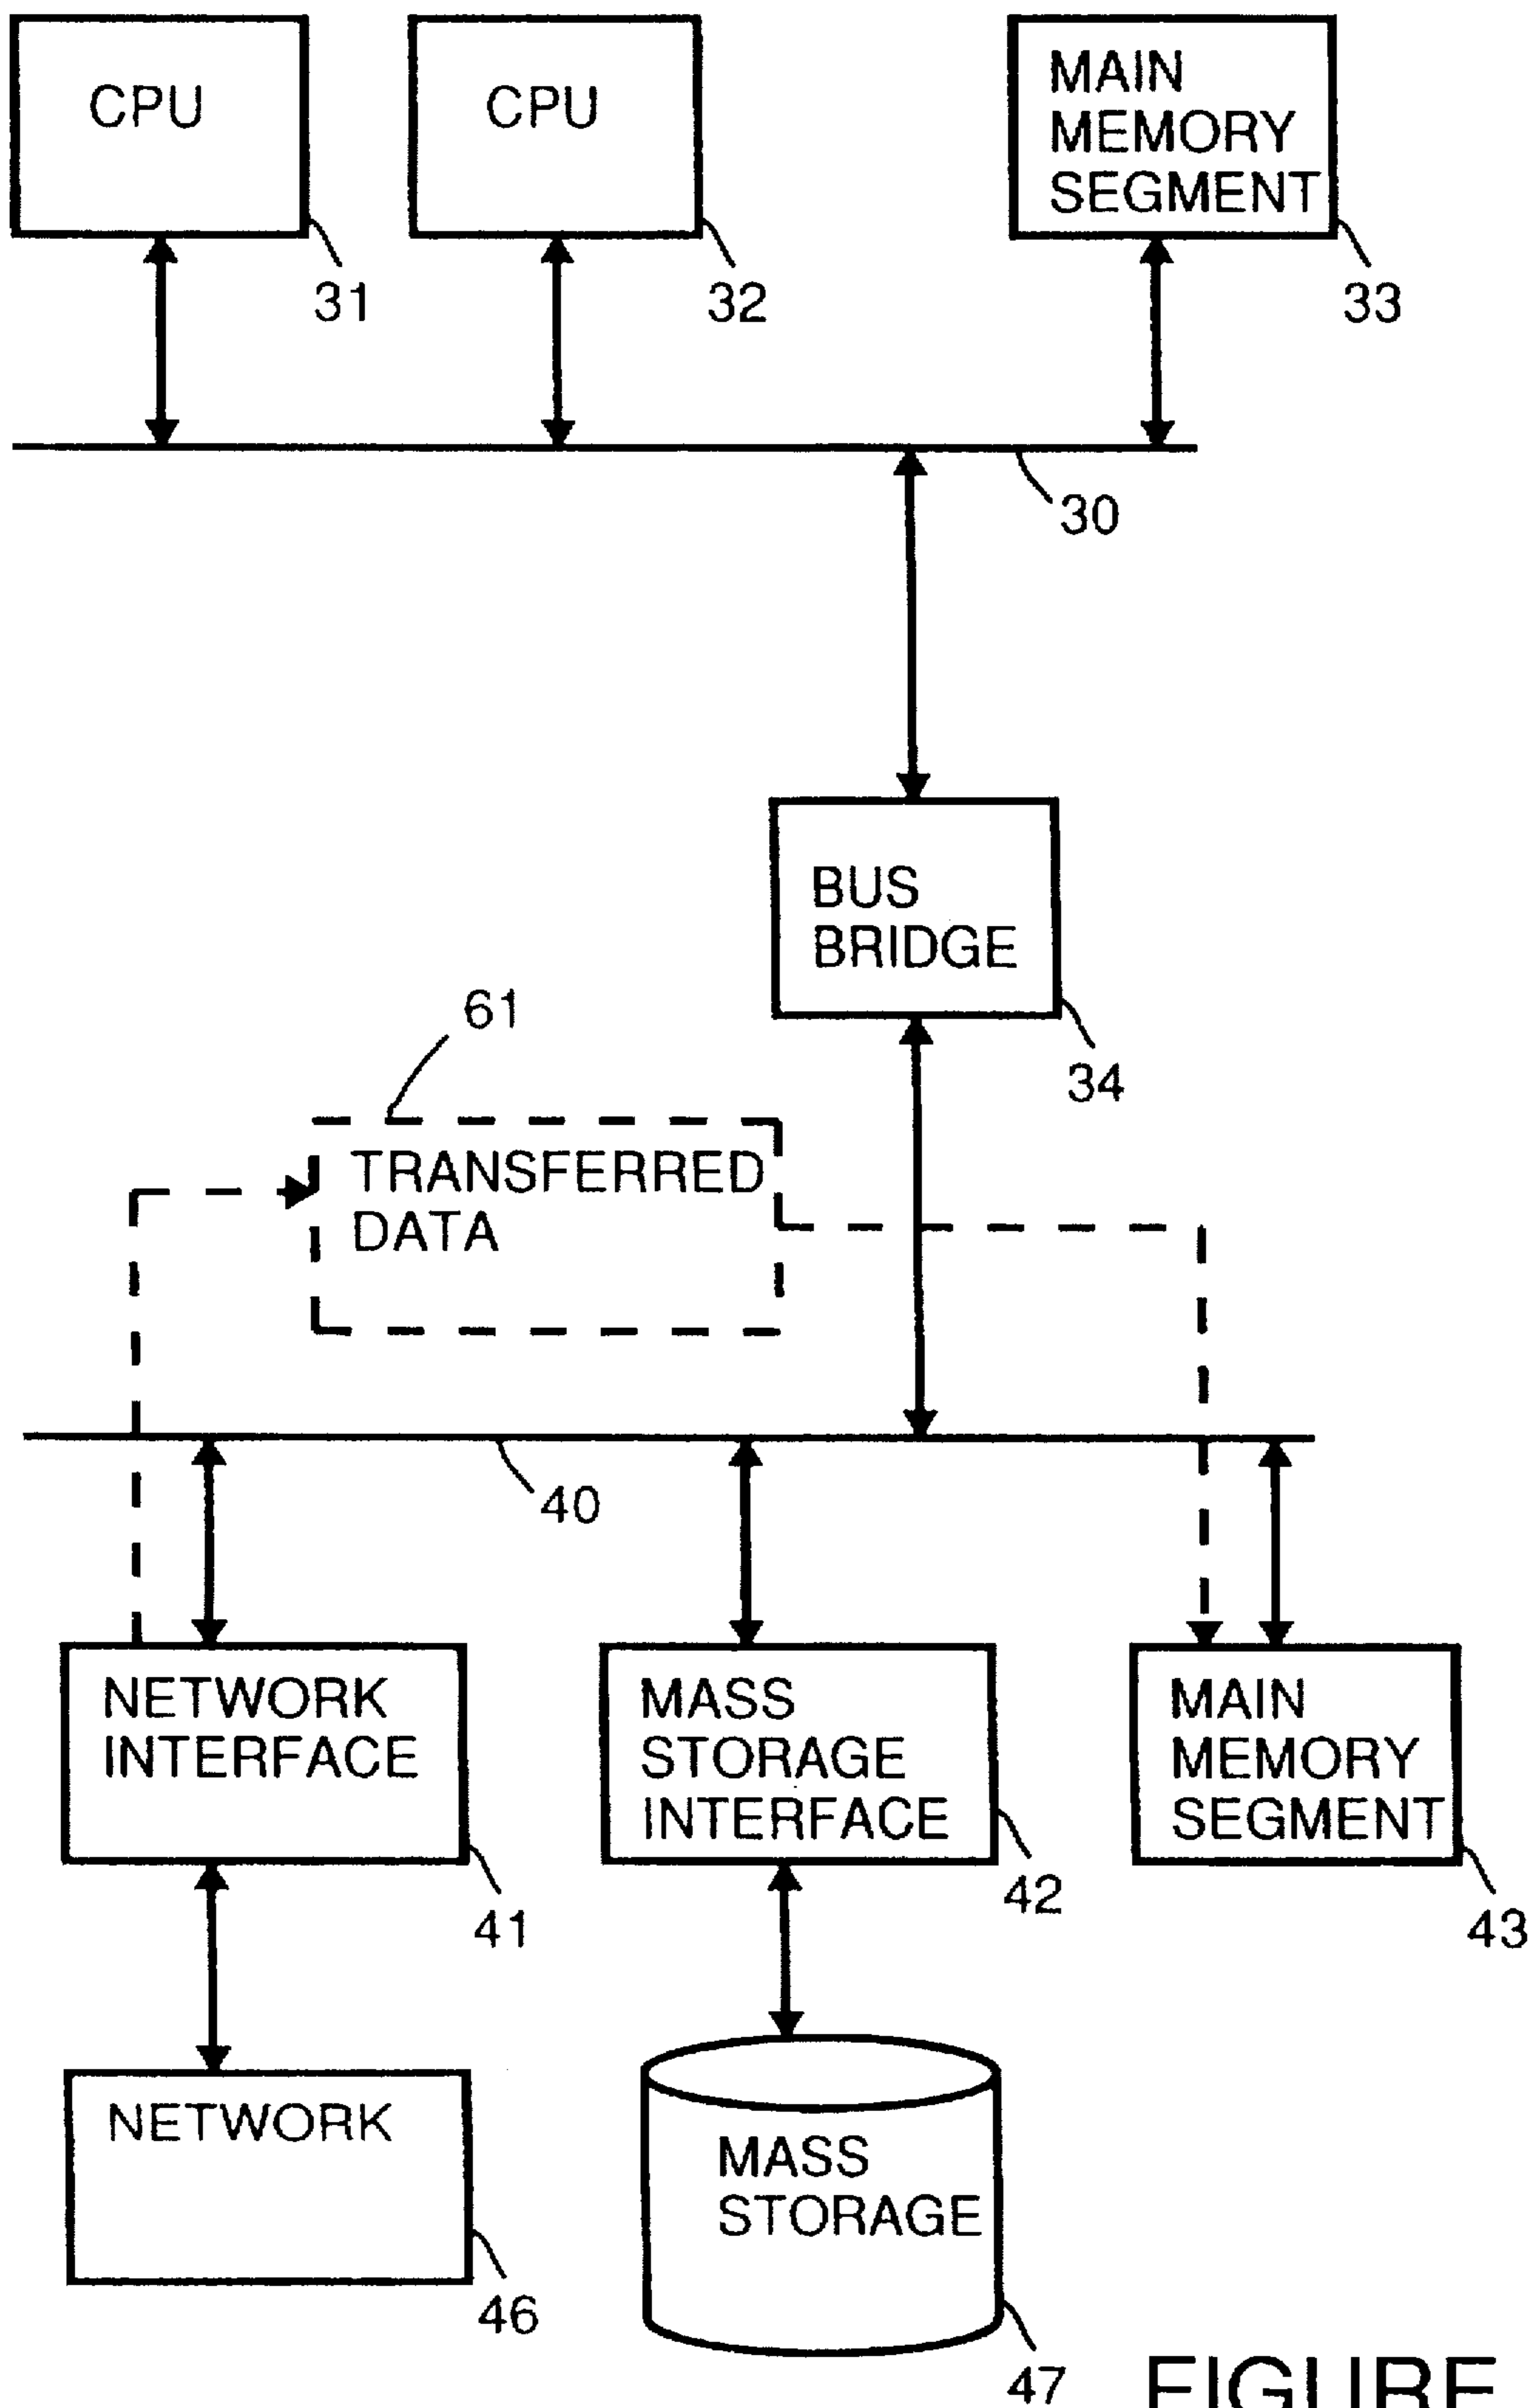 CPU
CPU
MAIN
MEMORY
SEGMENT
31
32
33
30
BUS
BRIDGE
34
61
TRANSFERRED
DATA
40
NETWORK
INTERFACE
MASS
STORAGE
INTERFACE
MAIN
MEMORY
SEGMENT
41
42
43
NETWORK
MASS
STORAGE
46
47
FIGURE